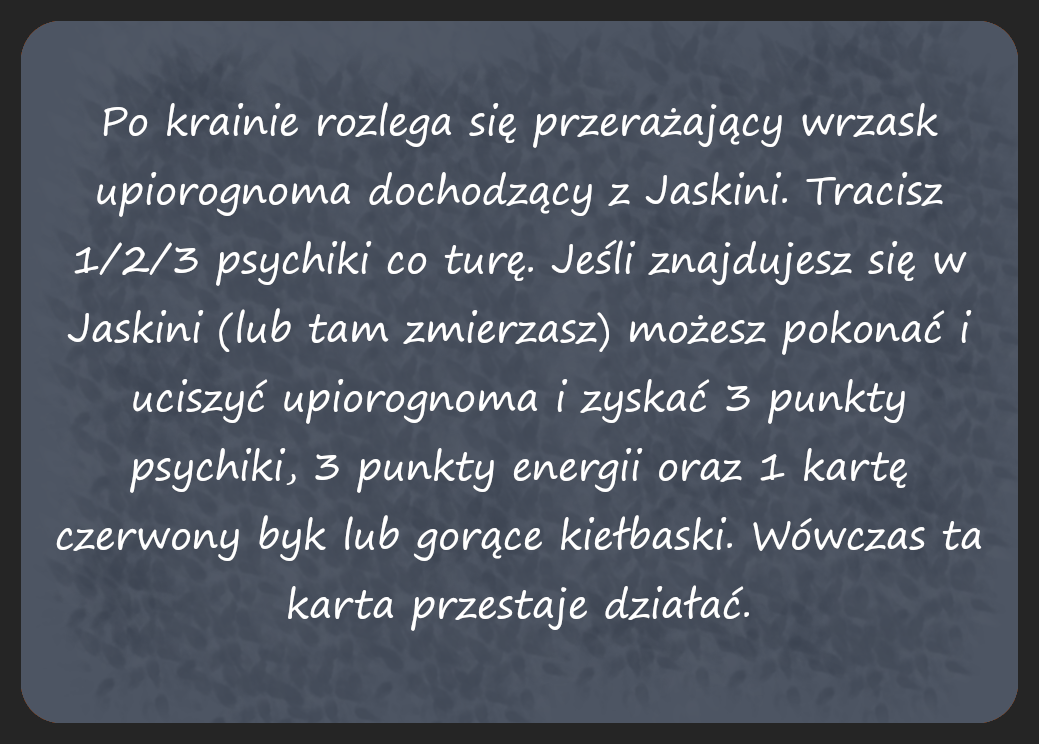 Po krainie rozlega się przerażający wrzask
upiorognoma dochodzący z Jaskini. Tracisz
1/2/3 psychiki co turę. Jeśli znajdujesz się w
Jaskini (lub tam zmierzasz) możesz pokonać i
uciszyć upiorognoma i zyskać 3 punkty
psychiki, 3 punkty energii oraz 1 kartę
czerwony byk lub gorące kiełbaski. Wówczas ta
karta przestaje działać.